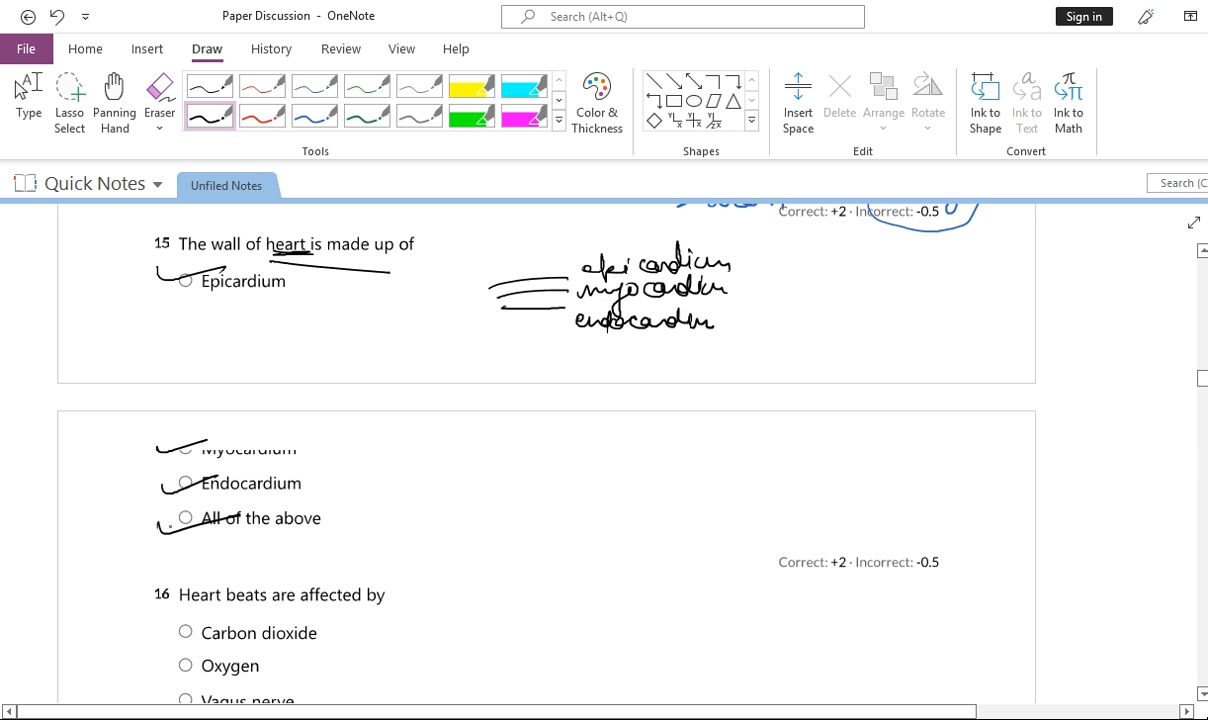 Paper Discussion - OneNote
Search (Alt+Q)
Sign in
File Home Insert Draw History Review View Help
Type Lasso Select Panning Hand Eraser
Color & Thickness
Insert Space Delete Arrange Rotate
Ink to Shape Ink to Text Ink to Math
Tools Shapes Edit Convert
Quick Notes Unfiled Notes
Search (C
Correct: +2 · Incorrect: -0.5
15 The wall of heart is made up of
Epicardium
epicardium
myocardium
endocardium
Myocardium
Endocardium
All of the above
Correct: +2 · Incorrect: -0.5
16 Heart beats are affected by
Carbon dioxide
Oxygen
Vagus nerve